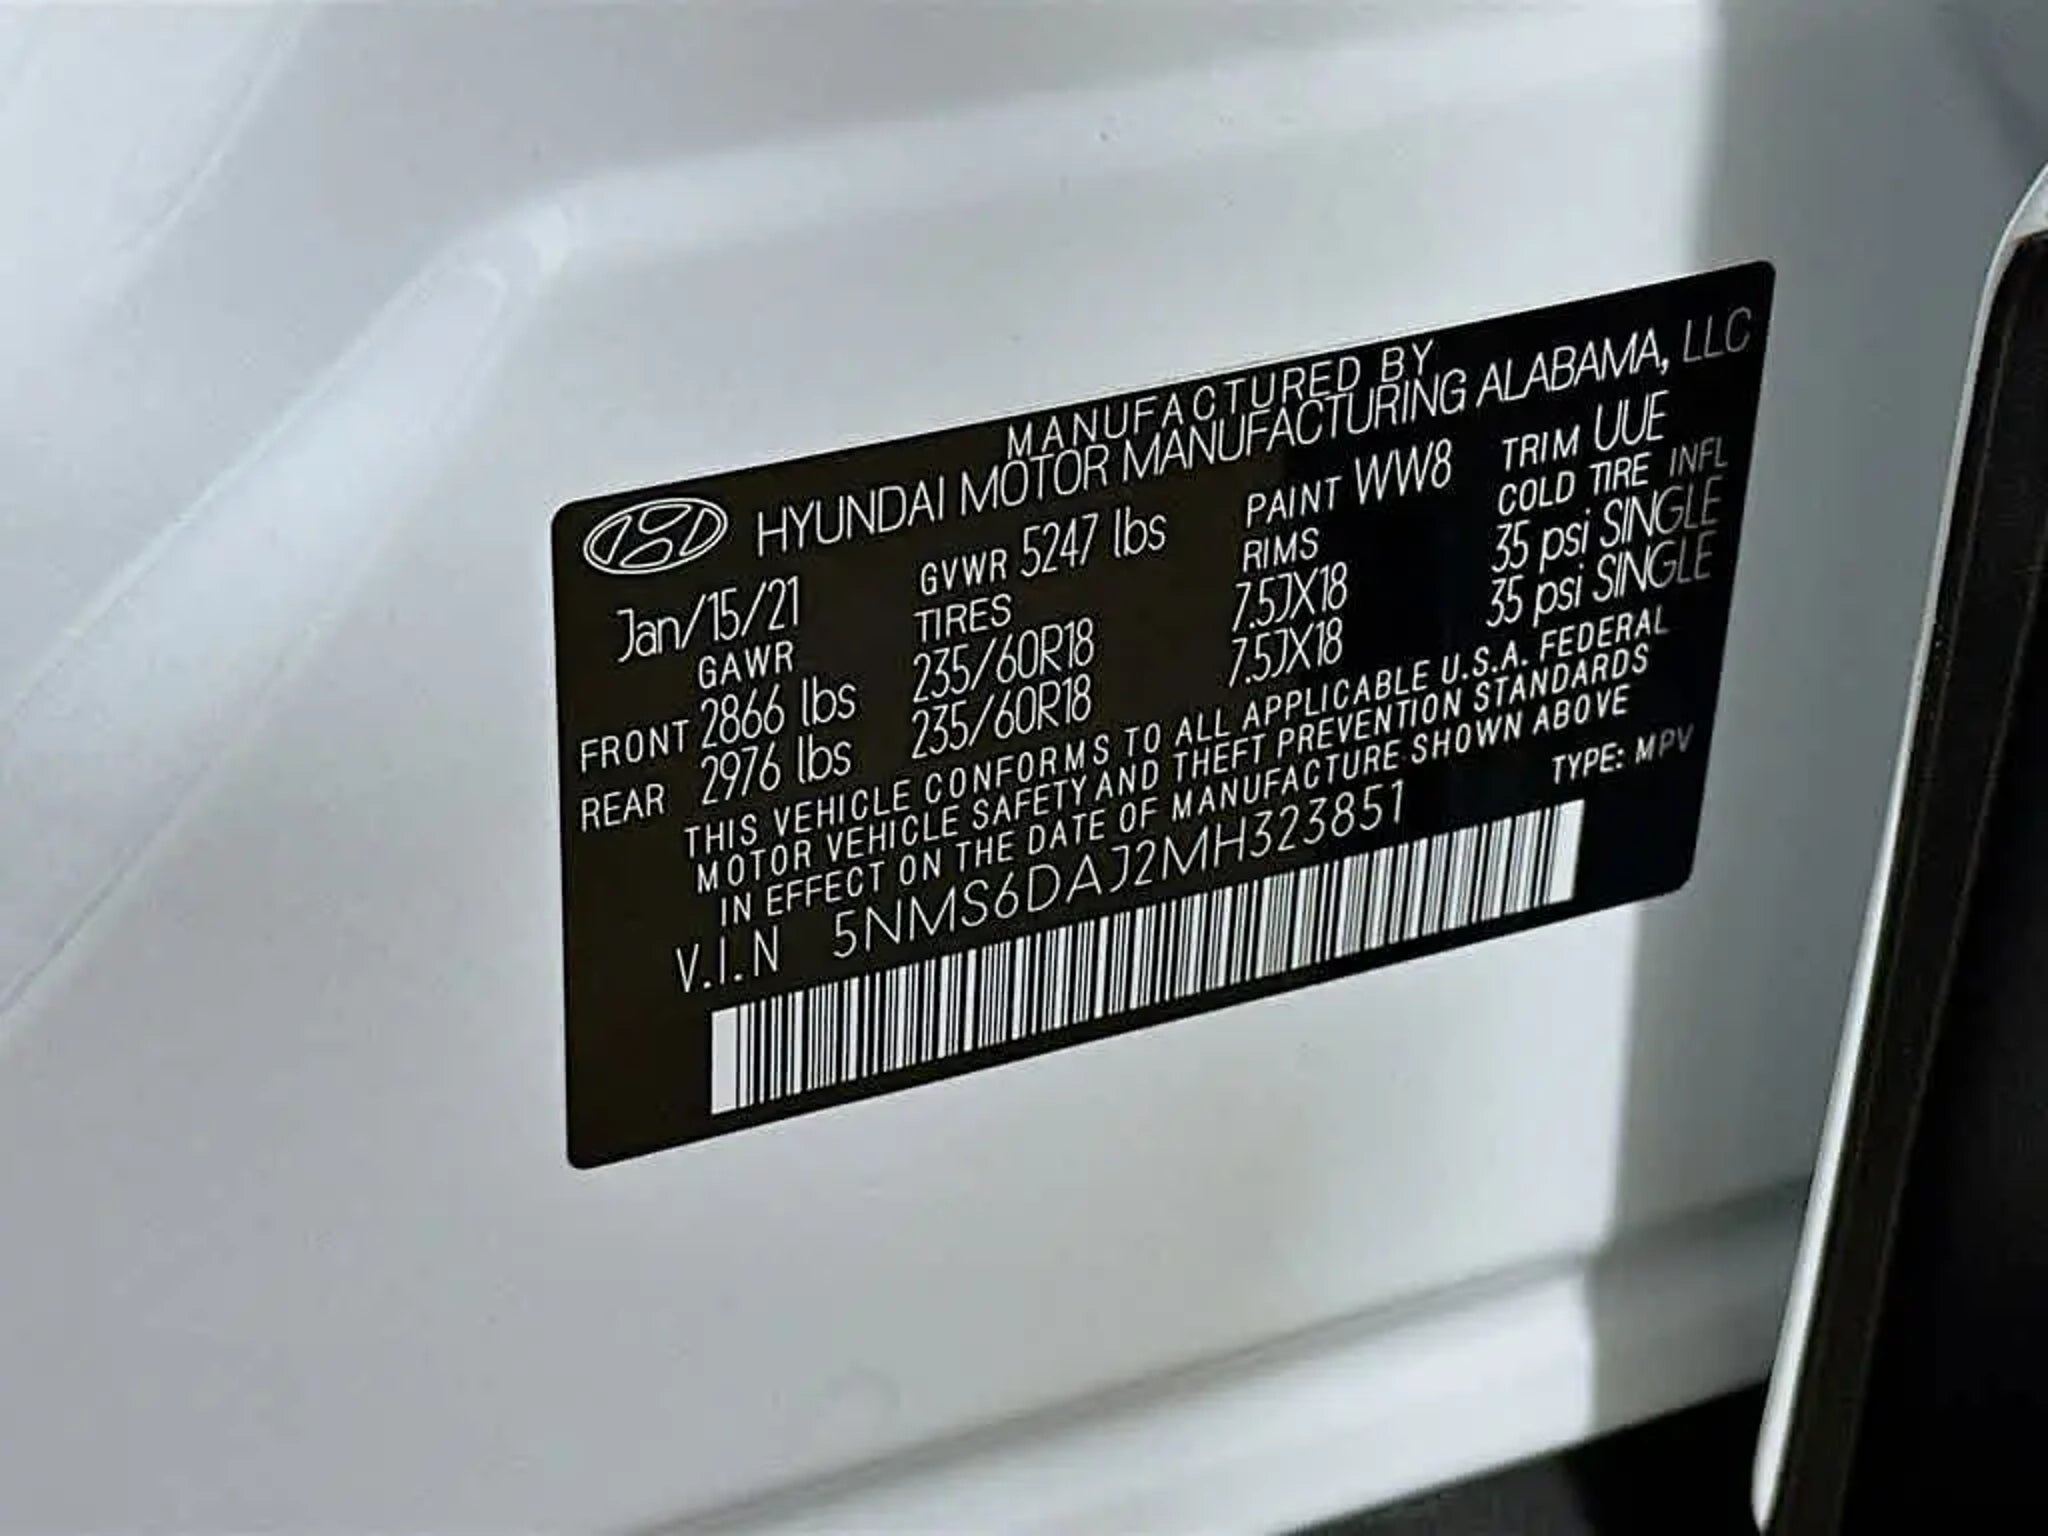 MANUFACTURED BY
HYUNDAI MOTOR MANUFACTURING ALABAMA, LLC
Jan/15/21 GVWR 5247 lbs PAINT WW8 TRIM UUE
GAWR TIRES RIMS COLD TIRE INFL
FRONT 2866 lbs 235/60R18 7.5JX18 35 psi SINGLE
REAR 2976 lbs 235/60R18 7.5JX18 35 psi SINGLE
THIS VEHICLE CONFORMS TO ALL APPLICABLE U.S.A. FEDERAL
MOTOR VEHICLE SAFETY AND THEFT PREVENTION STANDARDS
IN EFFECT ON THE DATE OF MANUFACTURE SHOWN ABOVE
V.I.N 5NMS6DAJ2MH323851 TYPE: MPV